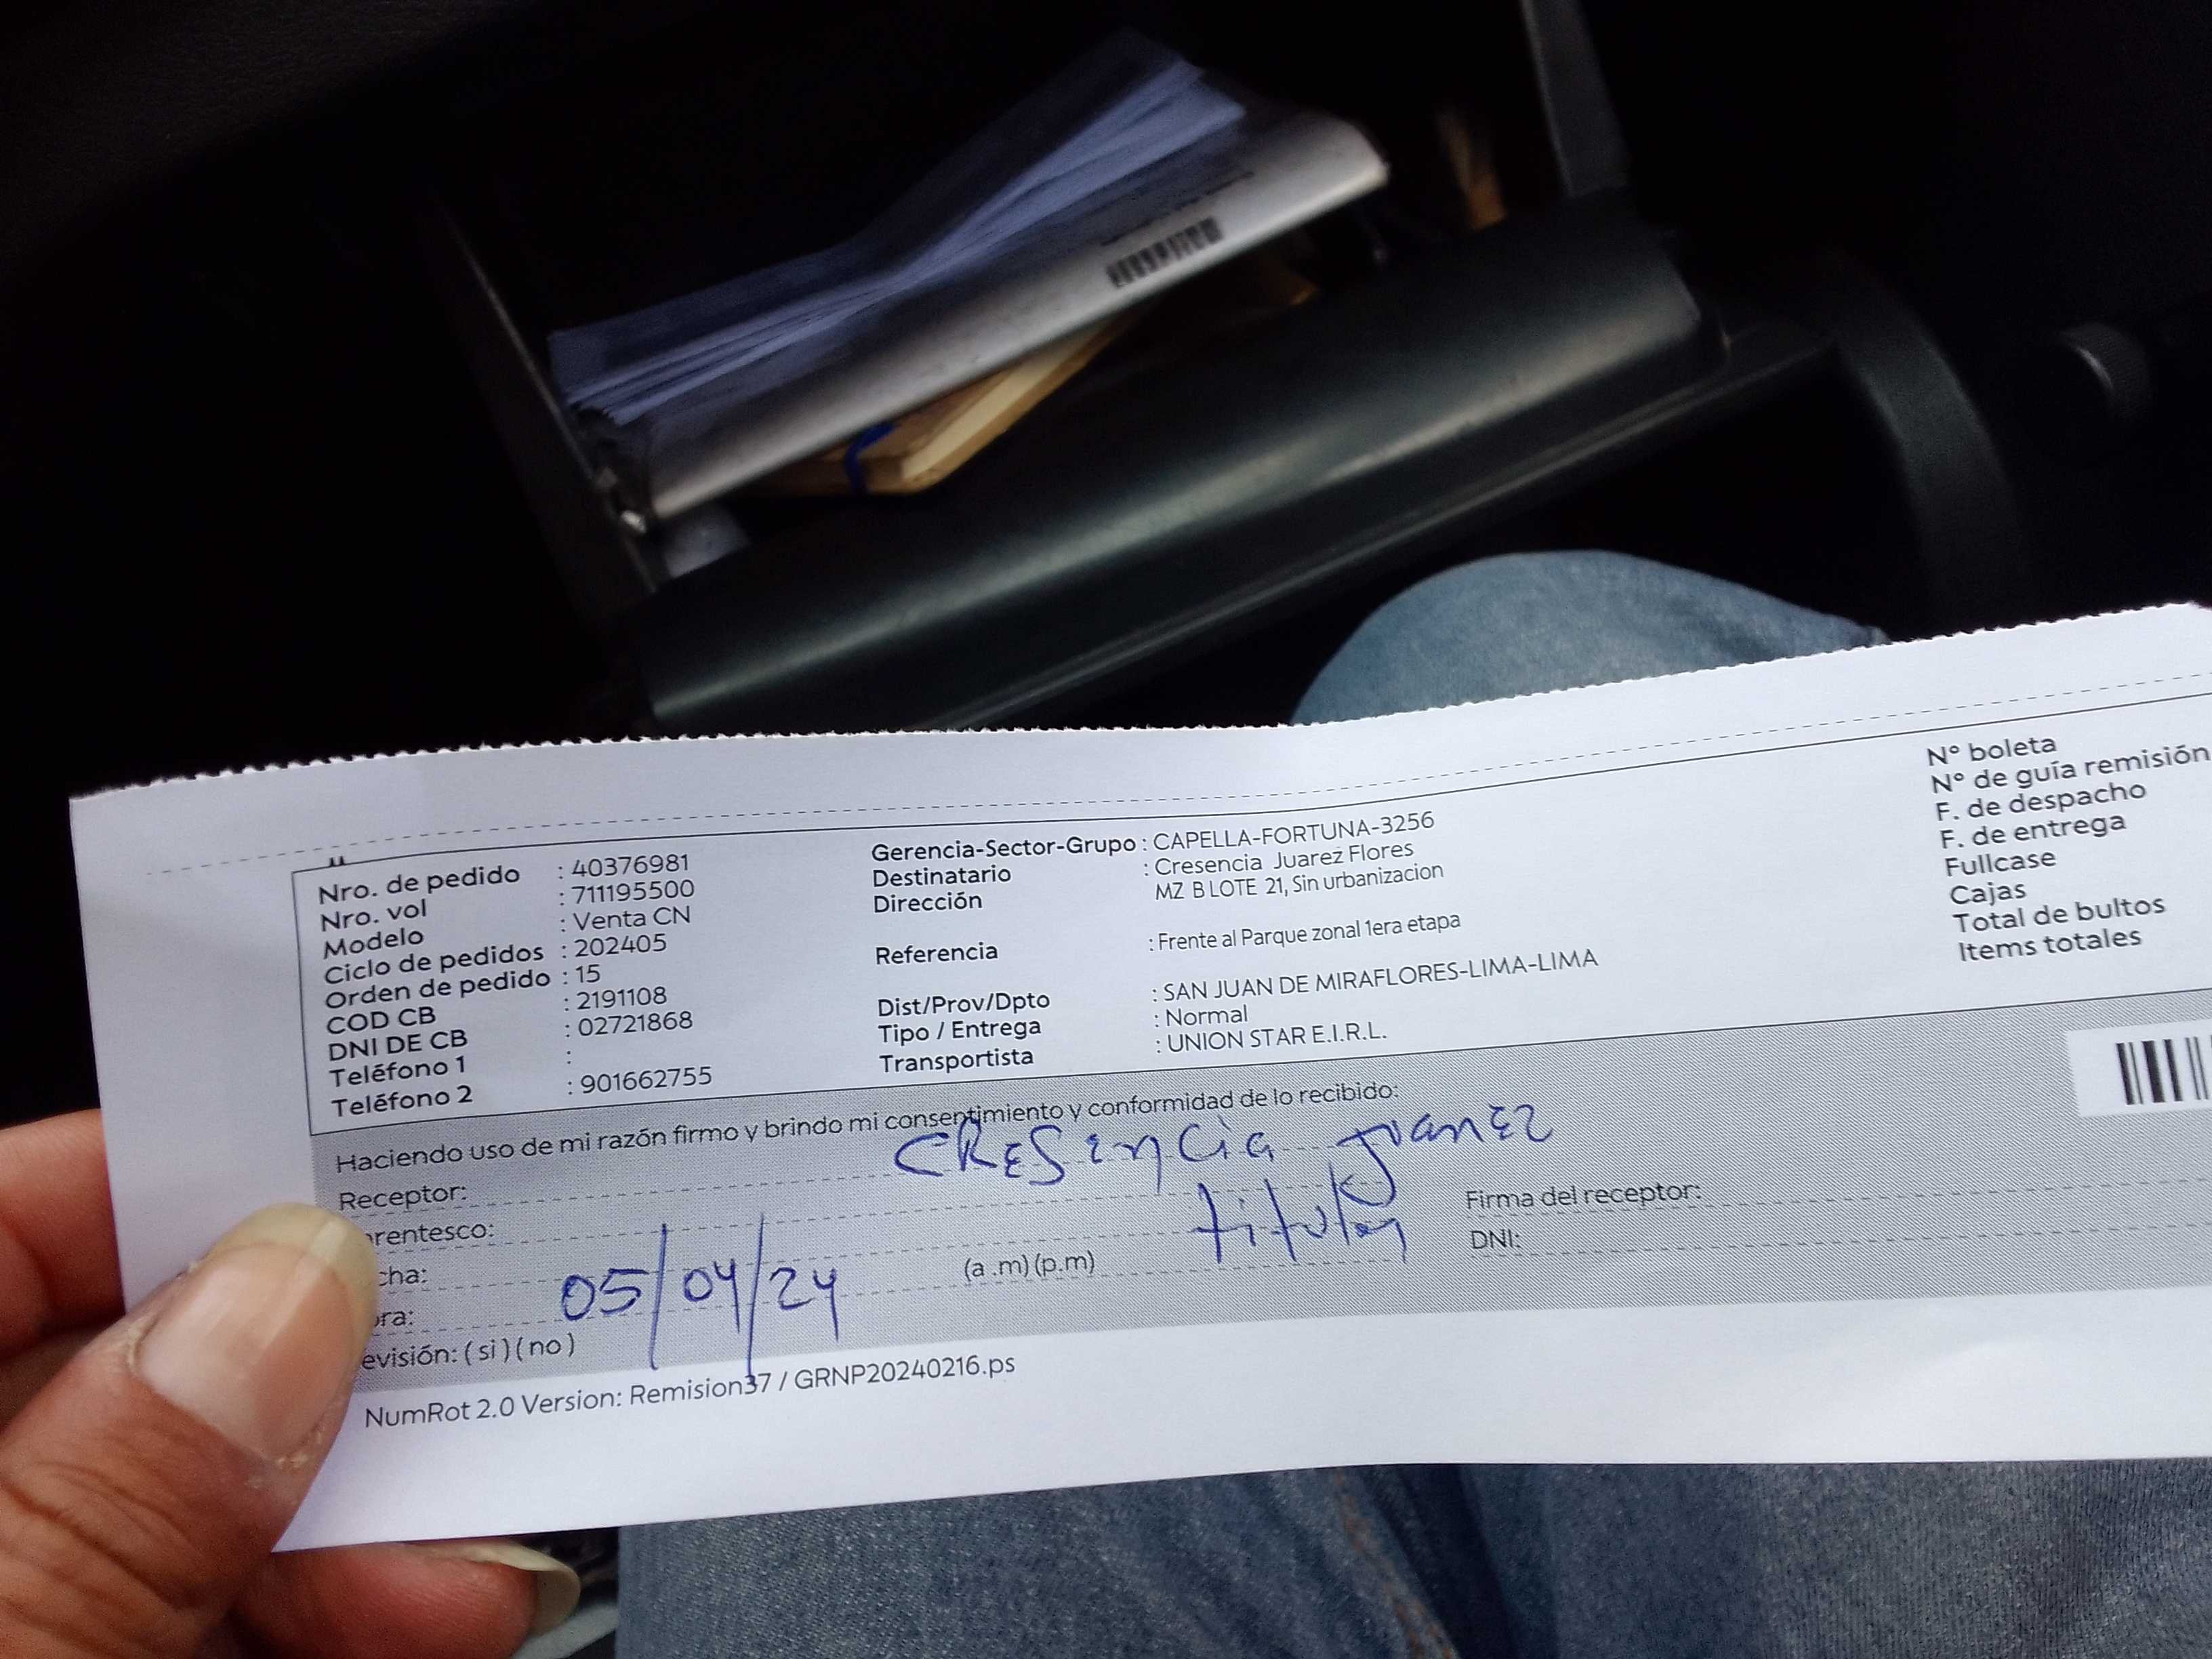 Nro. de pedido : 40376981
Nro. vol : 711195500
Modelo : Venta CN
Ciclo de pedidos : 202405
Orden de pedido : 15
COD CB : 2191108
DNI DE CB : 02721868
Teléfono 1 :
Teléfono 2 : 901662755
Gerencia-Sector-Grupo : CAPELLA-FORTUNA-3256
Destinatario : Cresencia Juarez Flores
Dirección MZ B LOTE 21, Sin urbanizacion
Referencia : Frente al Parque zonal 1era etapa
Dist/Prov/Dpto : SAN JUAN DE MIRAFLORES-LIMA-LIMA
Tipo / Entrega : Normal
Transportista : UNION STAR E.I.R.L.
N° boleta
N° de guía remisión
F. de despacho
F. de entrega
Fullcase
Cajas
Total de bultos
Items totales
Haciendo uso de mi razón firmo y brindo mi consentimiento y conformidad de lo recibido:
Receptor: CRESENCIA Juarez
rentesco: titular
cha: 05/04/24
ra: (a .m) (p.m)
evisión: ( si ) ( no )
Firma del receptor:
DNI:
NumRot 2.0 Version: Remision37 / GRNP20240216.ps